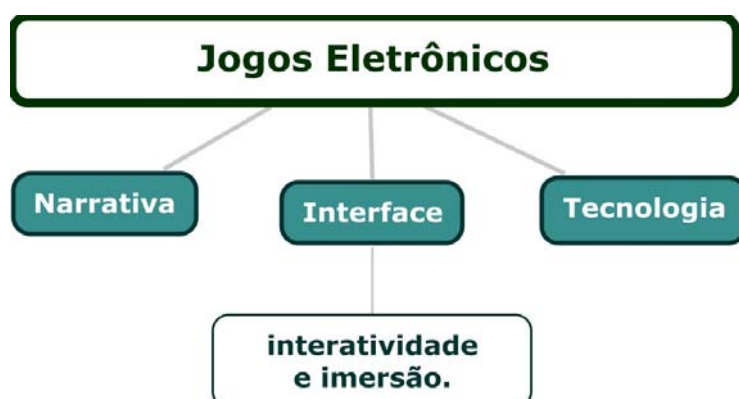 Jogos Eletrônicos
Narrativa
Interface
Tecnologia
interatividade
e imersão.